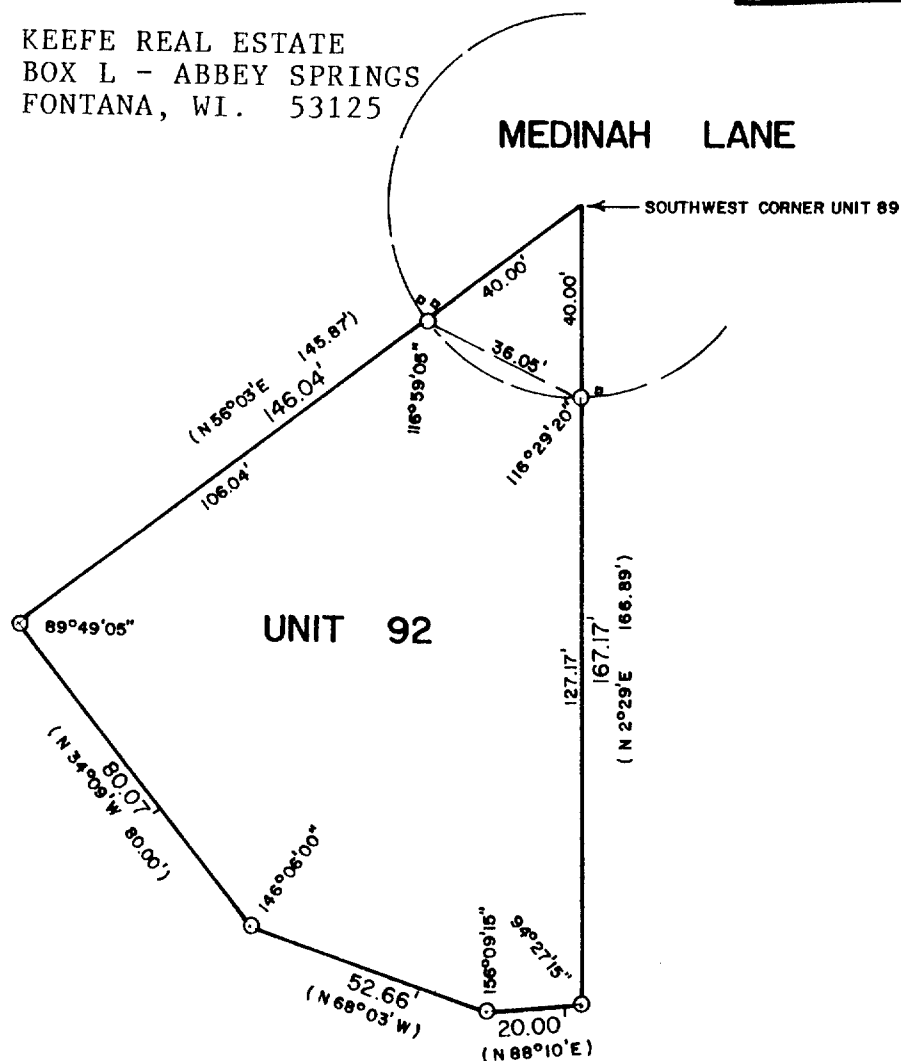 KEEFE REAL ESTATE
BOX L - ABBEY SPRINGS
FONTANA, WI. 53125
MEDINAH LANE
SOUTHWEST CORNER UNIT 89
40.00'
40.00'
36.05'
(N 56°03'E 145.87')
146.04'
106.04'
116°59'05"
116°29'20"
89°49'05"
UNIT 92
127.17'
167.17'
(N 2°29'E 166.89')
80.07'
(N 34°09'W 80.00')
146°06'00"
156°09'15"
94°27'15"
52.66'
(N 68°03'W)
20.00'
(N 88°10'E)